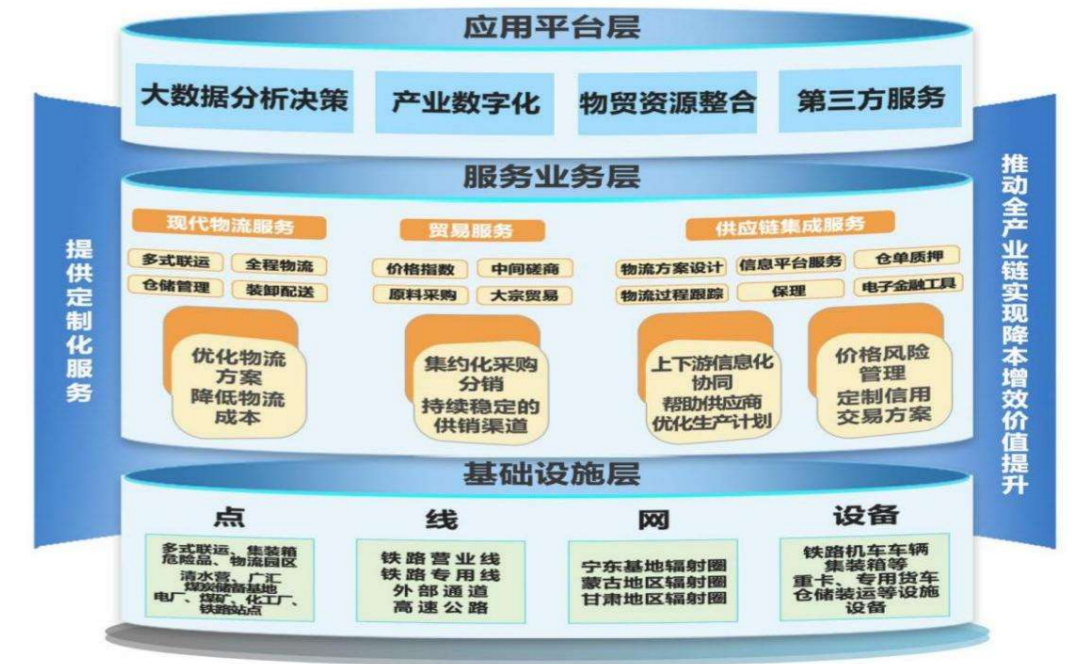 应用平台层
大数据分析决策
产业数字化
物贸资源整合
第三方服务
提供定制化服务
推动全产业链实现降本增效价值提升
服务业务层
现代物流服务
多式联运
全程物流
仓储管理
装卸配送
优化物流
方案
降低物流
成本
贸易服务
价格指数
中间磋商
原料采购
大宗贸易
集约化采购
分销
持续稳定的
供销渠道
供应链集成服务
物流方案设计
信息平台服务
仓单质押
物流过程跟踪
保理
电子金融工具
上下游信息化
协同
帮助供应商
优化生产计划
价格风险
管理
定制信用
交易方案
基础设施层
点
多式联运、集装箱
危险品、物流园区
清水营、广汇
煤炭储备基地
电厂、煤矿、化工厂、
铁路站点
线
铁路营业线
铁路专用线
外部通道
高速公路
网
宁东基地辐射圈
蒙古地区辐射圈
甘肃地区辐射圈
设备
铁路机车车辆
集装箱等
重卡、专用货车
仓储装运等设施
设备